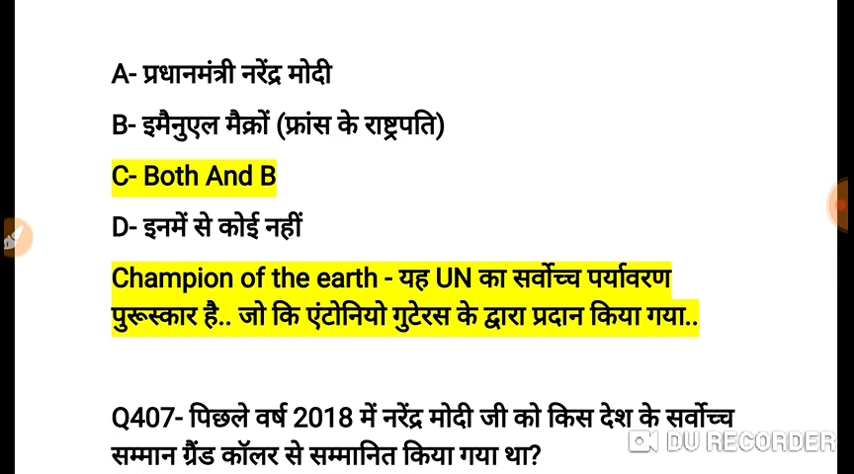 A- प्रधानमंत्री नरेंद्र मोदी
B- इमैनुएल मैक्रों (फ्रांस के राष्ट्रपति)
C- Both And B
D- इनमें से कोई नहीं
Champion of the earth - यह UN का सर्वोच्च पर्यावरण
पुरूस्कार है.. जो कि एंटोनियो गुटेरस के द्वारा प्रदान किया गया..
Q407- पिछले वर्ष 2018 में नरेंद्र मोदी जी को किस देश के सर्वोच्च
सम्मान ग्रैंड कॉलर से सम्मानित किया गया था?
DU RECORDER